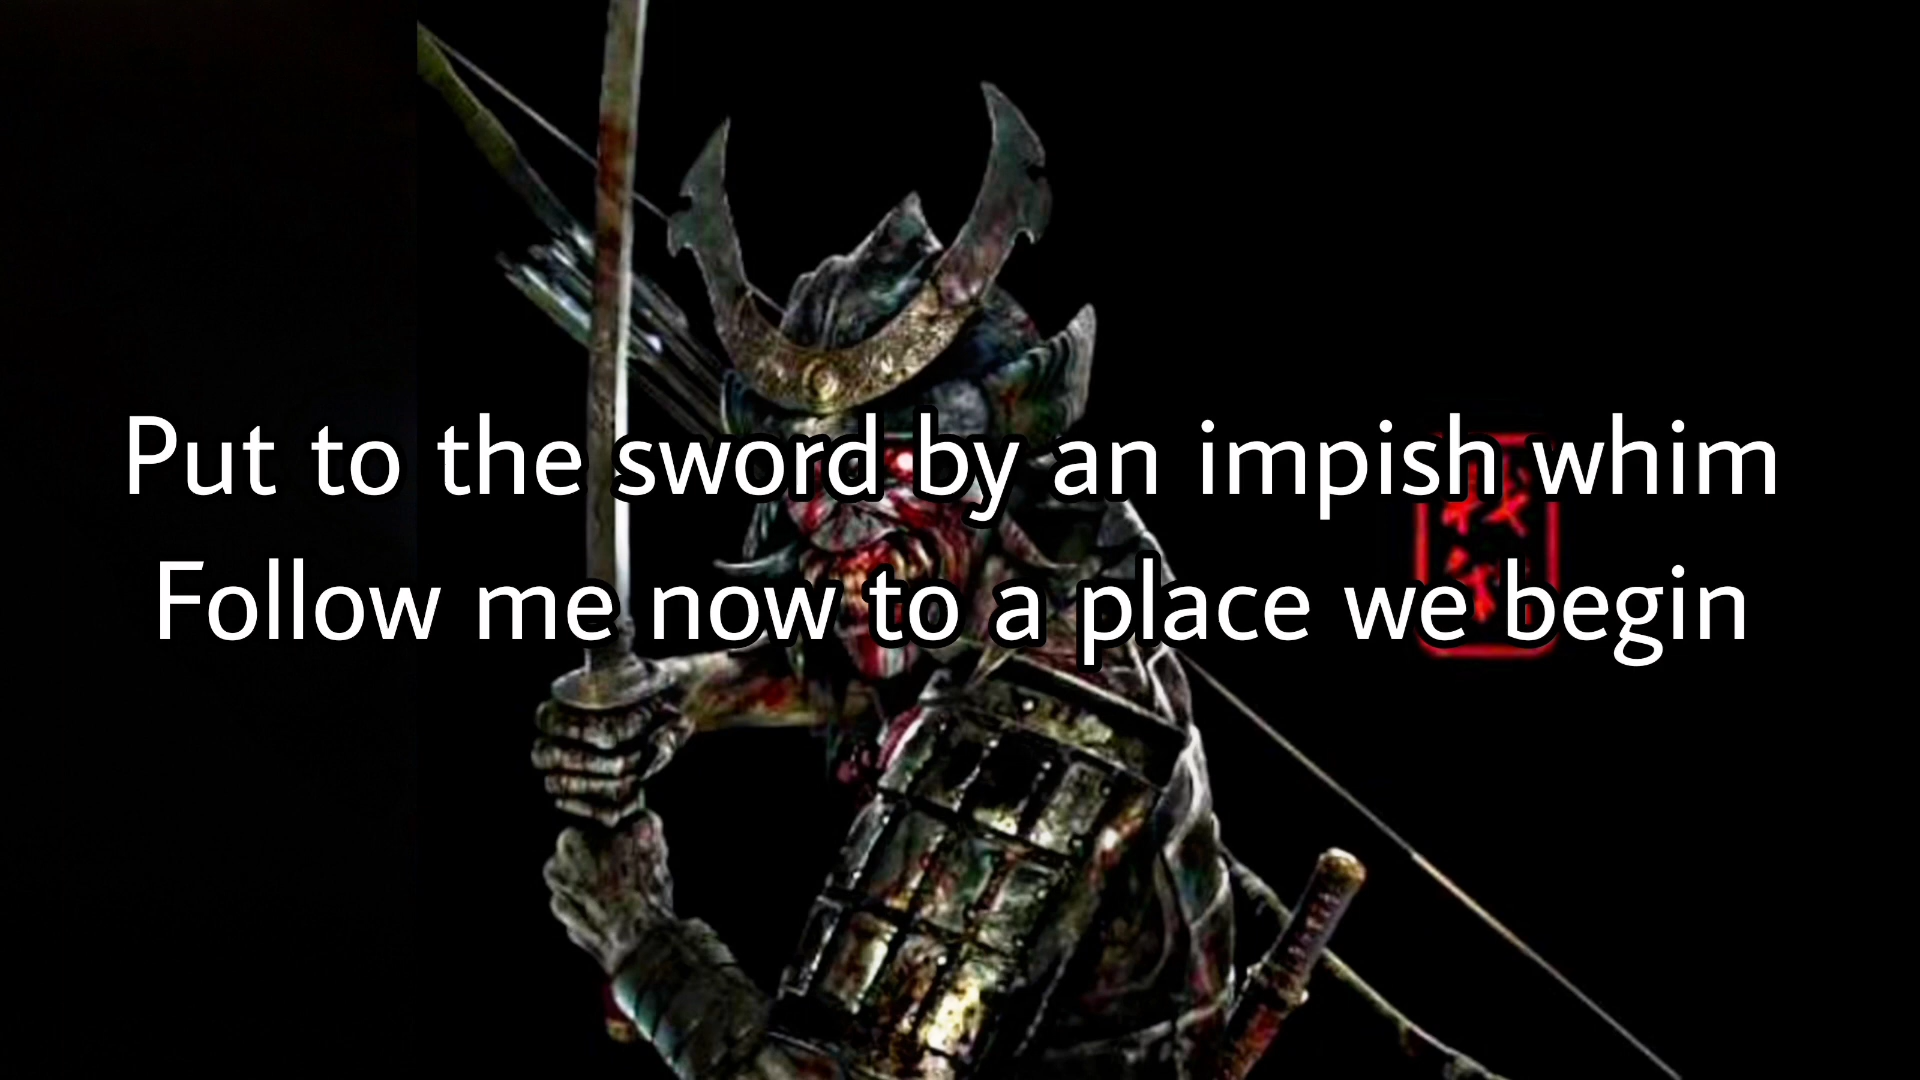 Put to the sword by an impish whim
Follow me now to a place we begin